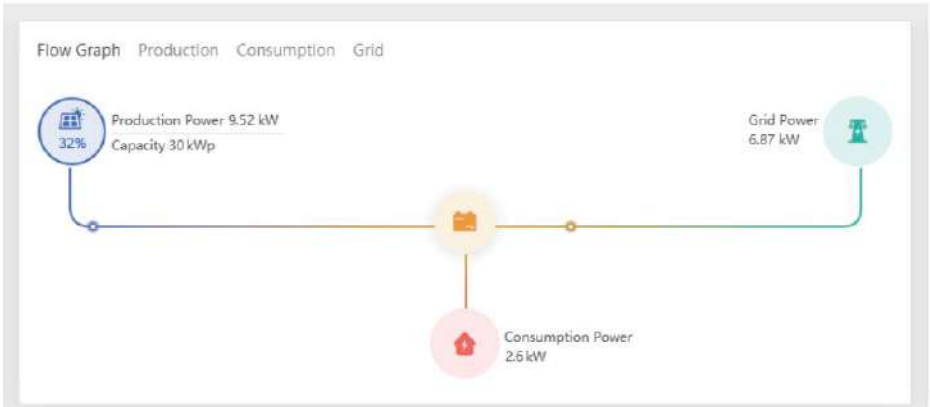 Flow Graph Production Consumption Grid
Production Power 9.52 kW
Capacity 30 kWp
32%
Grid Power
6.87 kW
Consumption Power
2.6 kW